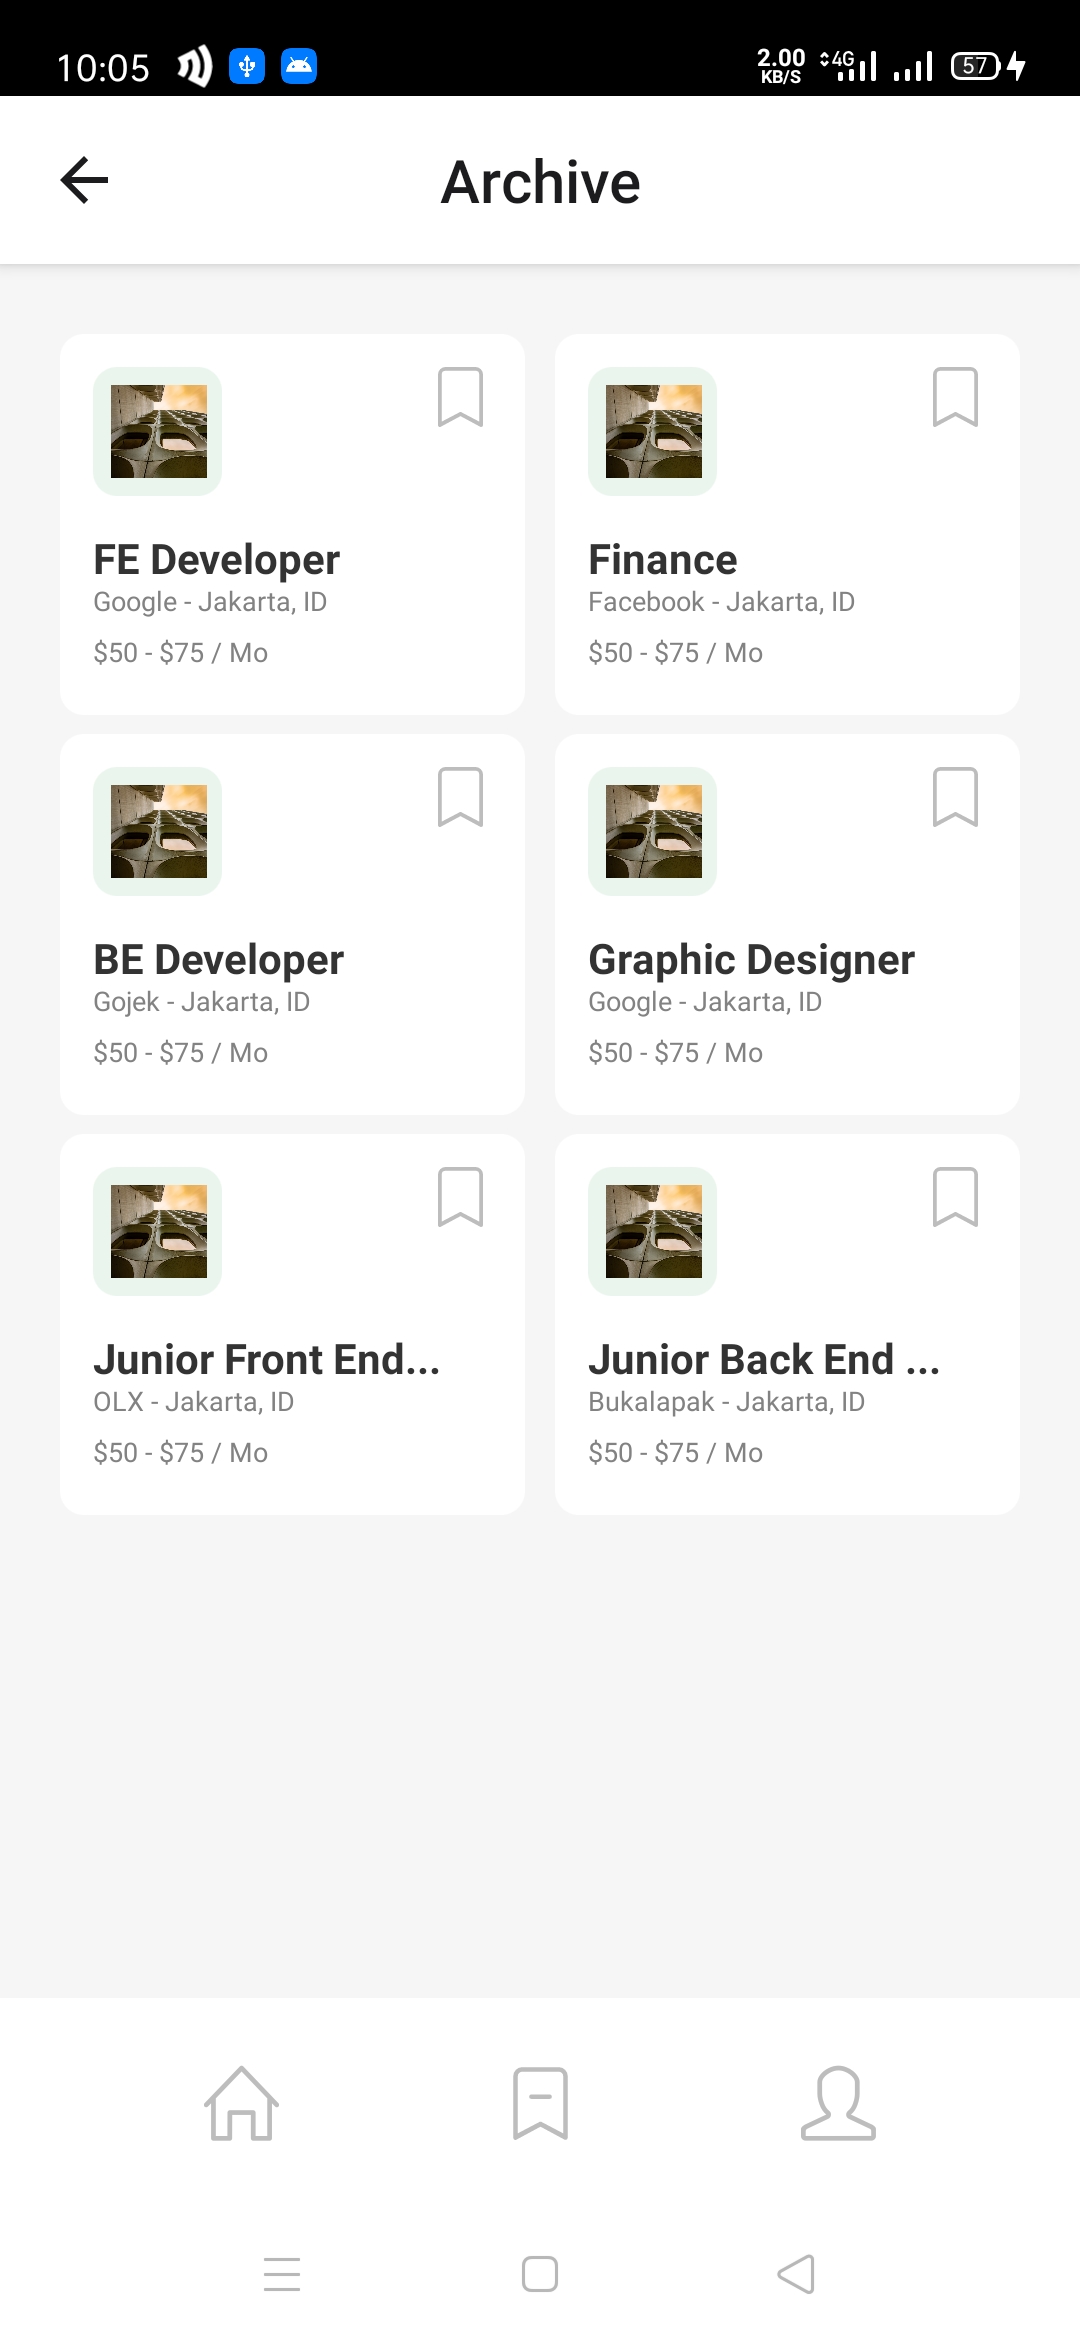 10:05
2.00
KB/S
4G
57
Archive
FE Developer
Google - Jakarta, ID
$50 - $75 / Mo
Finance
Facebook - Jakarta, ID
$50 - $75 / Mo
BE Developer
Gojek - Jakarta, ID
$50 - $75 / Mo
Graphic Designer
Google - Jakarta, ID
$50 - $75 / Mo
Junior Front End...
OLX - Jakarta, ID
$50 - $75 / Mo
Junior Back End ...
Bukalapak - Jakarta, ID
$50 - $75 / Mo